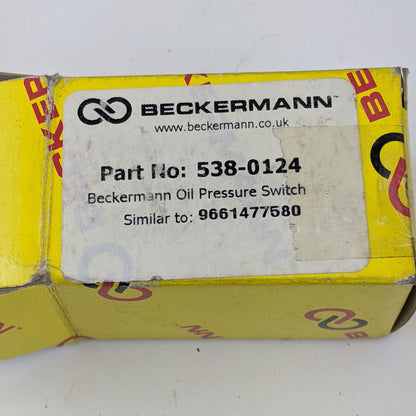 BECKERMANN™
www.beckermann.co.uk
Part No: 538-0124
Beckermann Oil Pressure Switch
Similar to: 9661477580